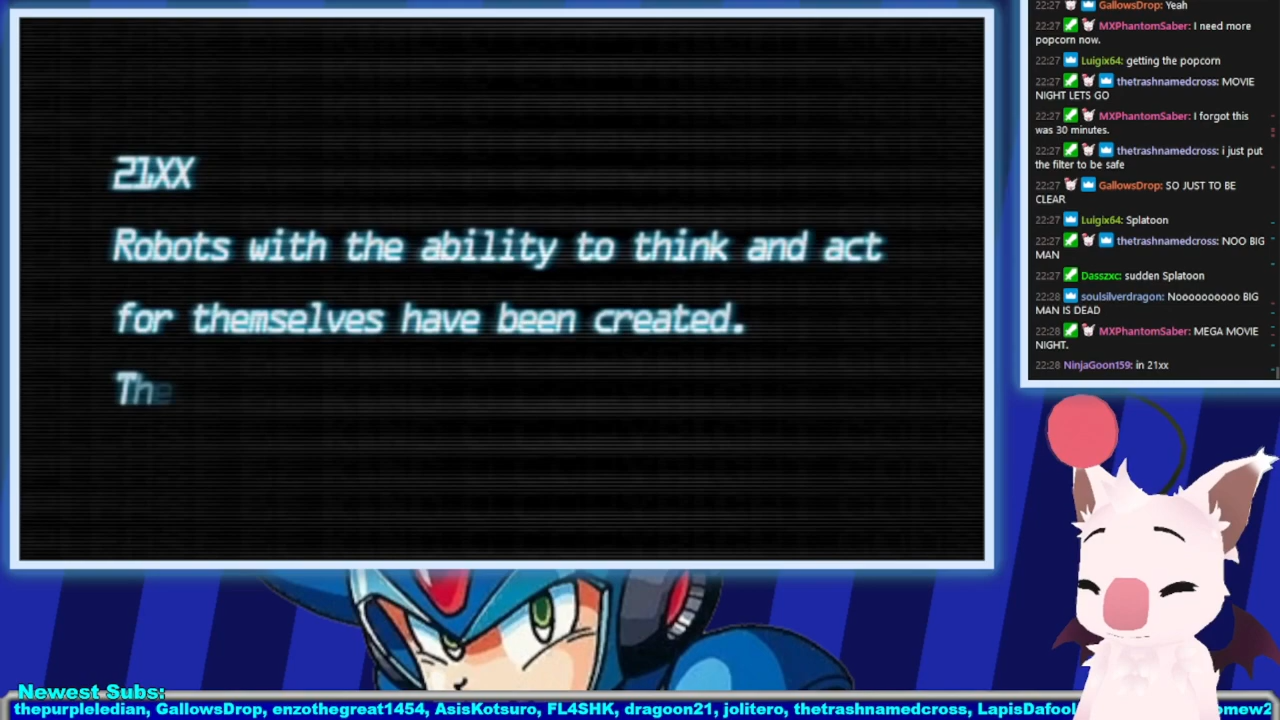 21XX
Robots with the ability to think and act
for themselves have been created.
The
22:27 GallowsDrop: Yeah
22:27 MXPhantomSaber: I need more
popcorn now.
22:27 Luigix64: getting the popcorn
22:27 thetrashnamedcross: MOVIE
NIGHT LETS GO
22:27 MXPhantomSaber: I forgot this
was 30 minutes.
22:27 thetrashnamedcross: i just put
the filter to be safe
22:27 GallowsDrop: SO JUST TO BE
CLEAR
22:27 Luigix64: Splatoon
22:27 thetrashnamedcross: NOO BIG
MAN
22:27 Dasszxc: sudden Splatoon
22:28 soulsilverdragon: Noooooooooo BIG
MAN IS DEAD
22:28 MXPhantomSaber: MEGA MOVIE
NIGHT.
22:28 NinjaGoon159: in 21xx
Newest Subs:
thepurpleledian, GallowsDrop, enzothegreat1454, AsisKotsuro, FL4SHK, dragoon21, jolitero, thetrashnamedcross, LapisDafool